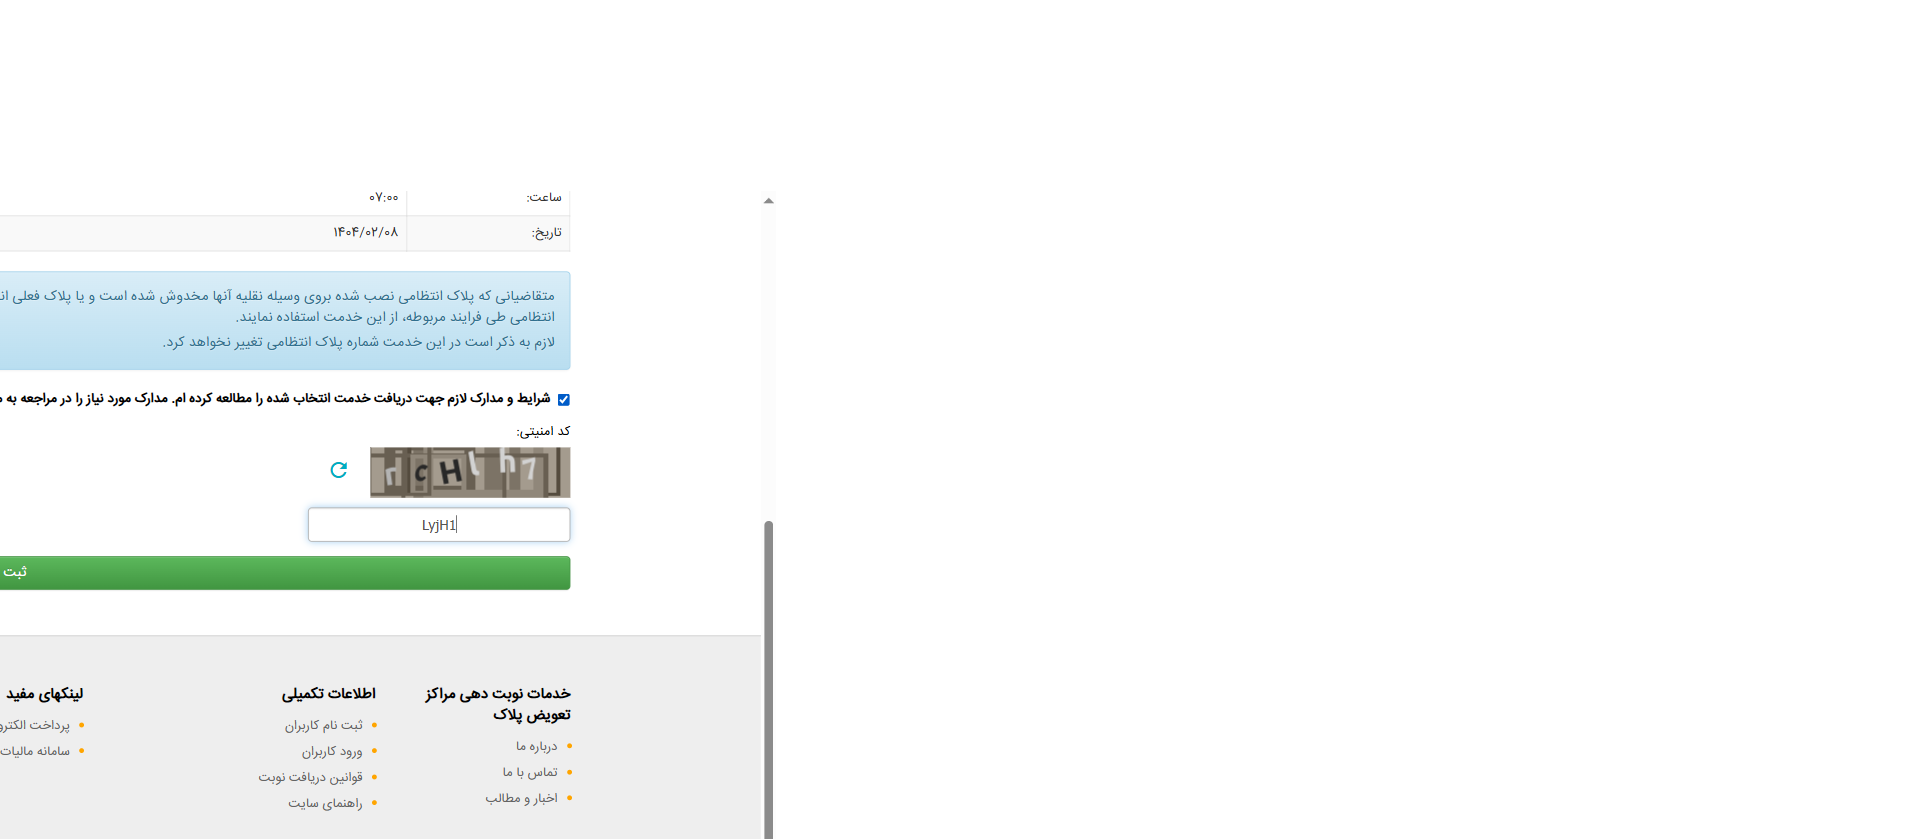 ساعت: ۰۷:۰۰
تاریخ: ۱۴۰۴/۰۲/۰۸
متقاضیانی که پلاک انتظامی نصب شده بروی وسیله نقلیه آنها مخدوش شده است و یا پلاک فعلی
انتظامی طی فرایند مربوطه، از این خدمت استفاده نمایند.
لازم به ذکر است در این خدمت شماره پلاک انتظامی تغییر نخواهد کرد.
شرایط و مدارک لازم جهت دریافت خدمت انتخاب شده را مطالعه کرده ام. مدارک مورد نیاز را در مراجعه به
کد امنیتی:
LyjH1
ثبت
خدمات نوبت دهی مراکز
تعویض پلاک
درباره ما
تماس با ما
اخبار و مطالب
اطلاعات تکمیلی
ثبت نام کاربران
ورود کاربران
قوانین دریافت نوبت
راهنمای سایت
لینکهای مفید
پرداخت
سامانه مالیات